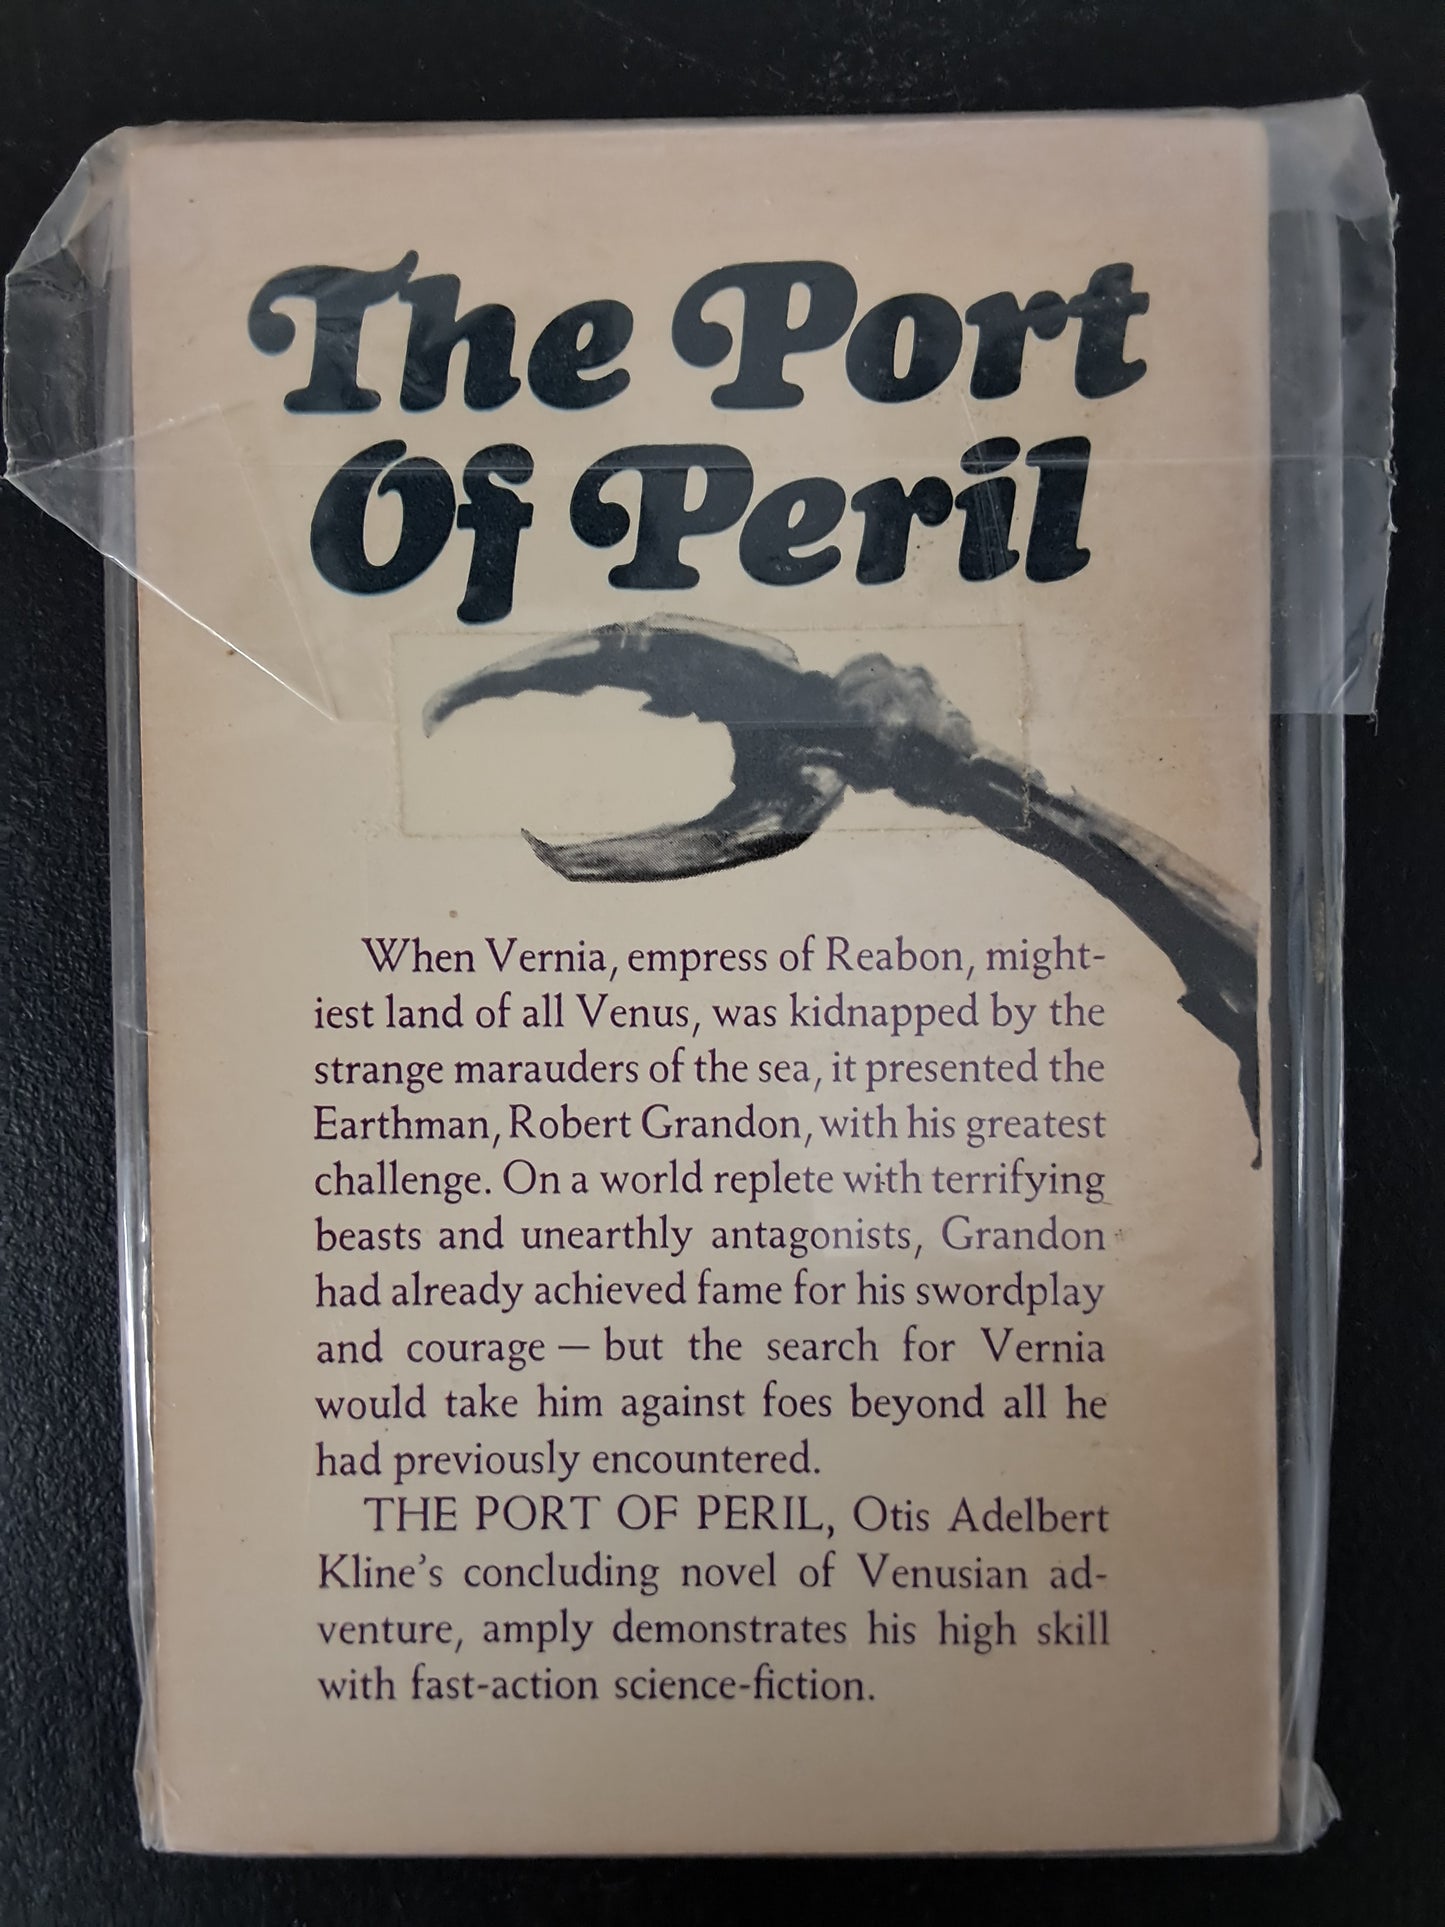 The Port
Of Peril
When Vernia, empress of Reabon, might-
iest land of all Venus, was kidnapped by the
strange marauders of the sea, it presented the
Earthman, Robert Grandon, with his greatest
challenge. On a world replete with terrifying
beasts and unearthly antagonists, Grandon
had already achieved fame for his swordplay
and courage — but the search for Vernia
would take him against foes beyond all he
had previously encountered.
THE PORT OF PERIL, Otis Adelbert
Kline's concluding novel of Venusian ad-
venture, amply demonstrates his high skill
with fast-action science-fiction.